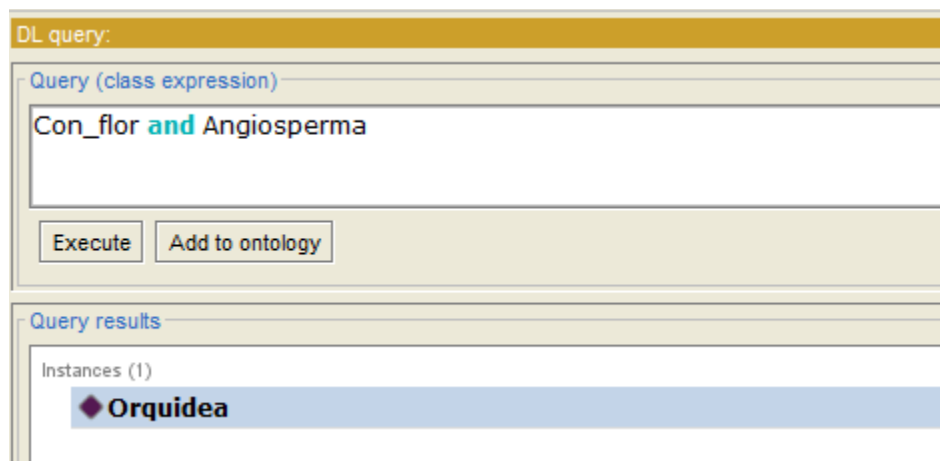 DL query:
Query (class expression)
Con_flor and Angiosperma
Execute Add to ontology
Query results
Instances (1)
Orquidea